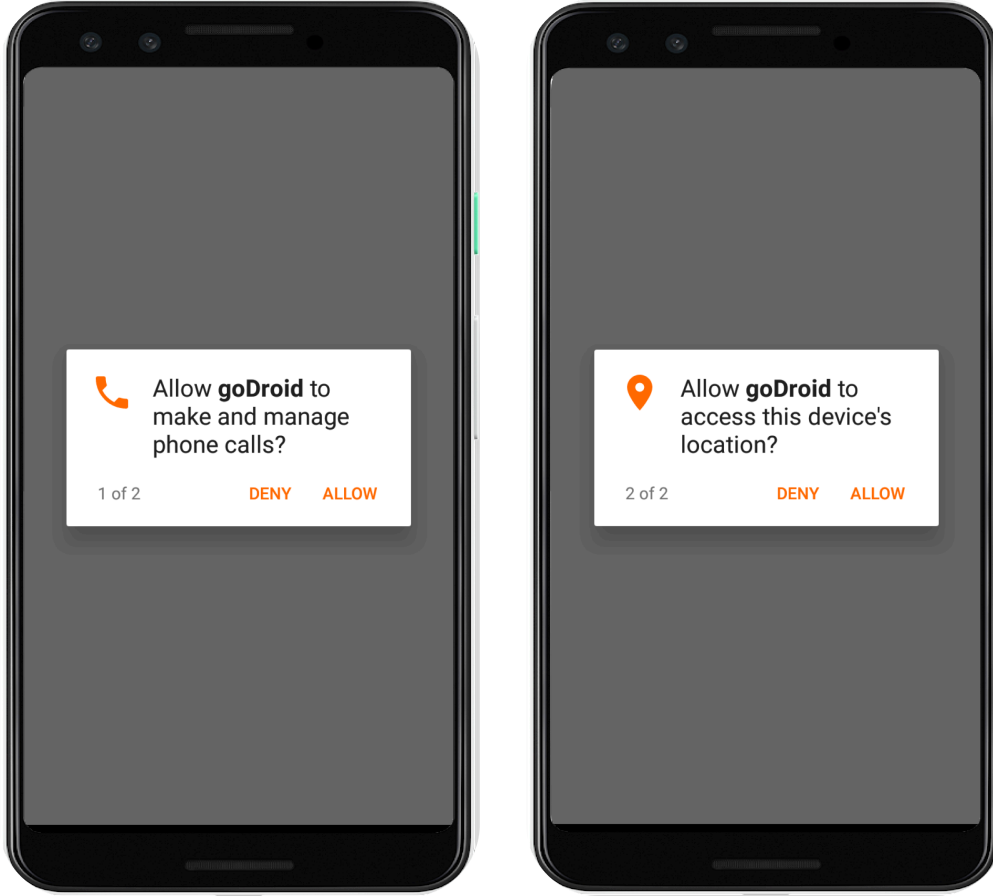 Allow goDroid to
make and manage
phone calls?
1 of 2 DENY ALLOW
Allow goDroid to
access this device's
location?
2 of 2 DENY ALLOW